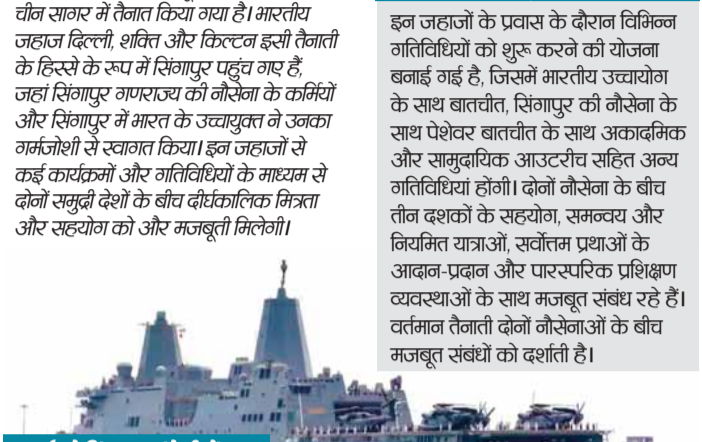 चीन सागर में तैनात किया गया है। भारतीय
जहाज दिल्ली, शक्ति और किल्टन इसी तैनाती
के हिस्से के रूप में सिंगापुर पहुंच गए हैं,
जहां सिंगापुर गणराज्य की नौसेना के कर्मियों
और सिंगापुर में भारत के उच्चायुक्त ने उनका
गर्मजोशी से स्वागत किया। इन जहाजों से
कई कार्यक्रमों और गतिविधियों के माध्यम से
दोनों समुद्री देशों के बीच दीर्घकालिक मित्रता
और सहयोग को और मजबूती मिलेगी।
इन जहाजों के प्रवास के दौरान विभिन्न
गतिविधियों को शुरू करने की योजना
बनाई गई है, जिसमें भारतीय उच्चायोग
के साथ बातचीत, सिंगापुर की नौसेना के
साथ पेशेवर बातचीत के साथ अकादमिक
और सामुदायिक आउटरीच सहित अन्य
गतिविधियां होंगी। दोनों नौसेना के बीच
तीन दशकों के सहयोग, समन्वय और
नियमित यात्राओं, सर्वोत्तम प्रथाओं के
आदान-प्रदान और पारस्परिक प्रशिक्षण
व्यवस्थाओं के साथ मजबूत संबंध रहे हैं।
वर्तमान तैनाती दोनों नौसेनाओं के बीच
मजबूत संबंधों को दर्शाती है।